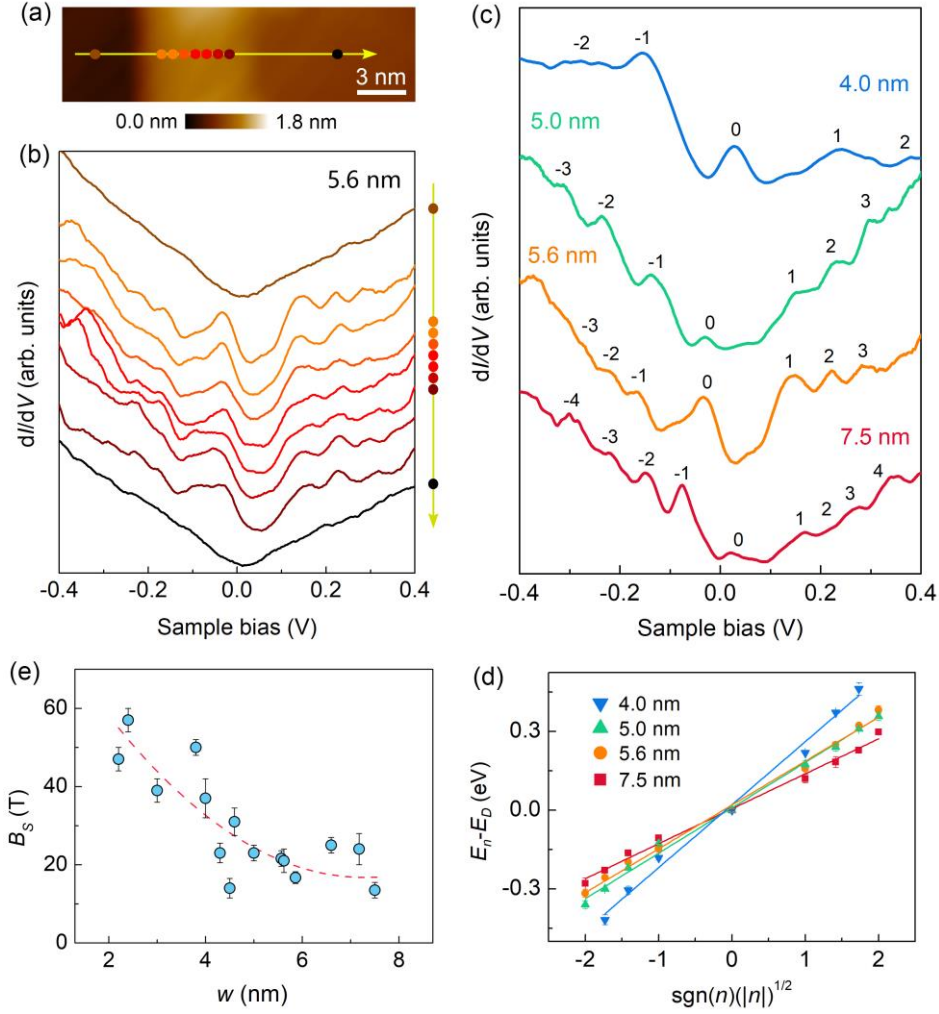 (a)
3 nm
0.0 nm 1.8 nm
(b)
5.6 nm
dI/dV (arb. units)
-0.4 -0.2 0.0 0.2 0.4
Sample bias (V)
(c)
-2 -1 0 1 2
4.0 nm
5.0 nm
-3 -2 -1 0 1 2 3
5.6 nm
-3 -2 -1 0 1 2 3
7.5 nm
-4 -3 -2 -1 0 1 2 3 4
dI/dV (arb. units)
-0.4 -0.2 0.0 0.2 0.4
Sample bias (V)
(e)
60
40
20
0
B_S (T)
2 4 6 8
w (nm)
(d)
4.0 nm
5.0 nm
5.6 nm
7.5 nm
0.3
0.0
-0.3
E_n-E_D (eV)
-2 -1 0 1 2
sgn(n)(|n|)^1/2